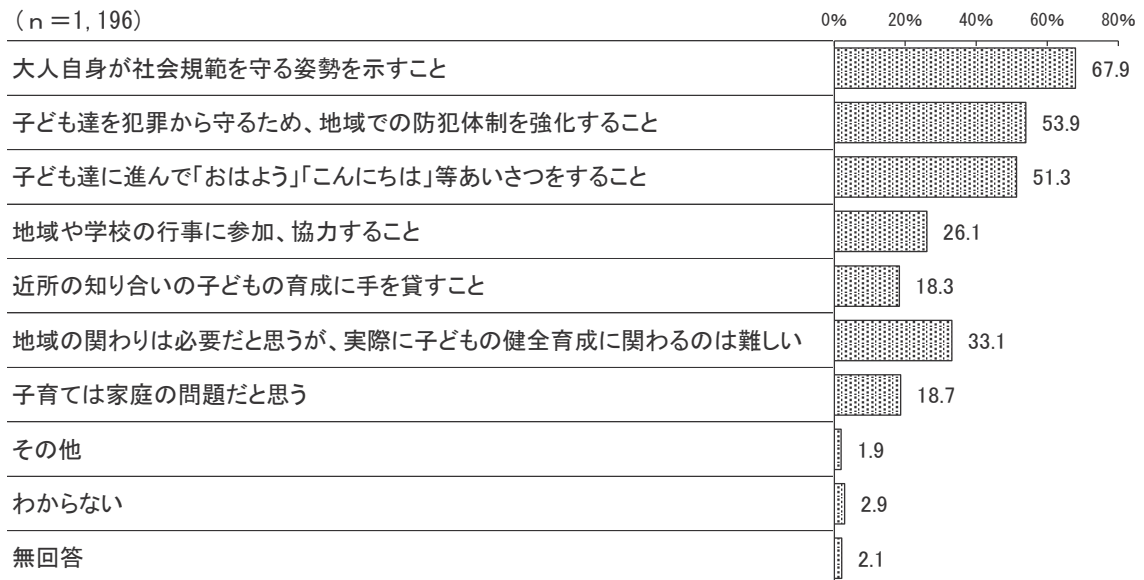 (n=1,196)
0% 20% 40% 60% 80%
大人自身が社会規範を守る姿勢を示すこと 67.9
子ども達を犯罪から守るため、地域での防犯体制を強化すること 53.9
子ども達に進んで「おはよう」「こんにちは」等あいさつをすること 51.3
地域や学校の行事に参加、協力すること 26.1
近所の知り合いの子どもの育成に手を貸すこと 18.3
地域の関わりは必要だと思うが、実際に子どもの健全育成に関わるのは難しい 33.1
子育ては家庭の問題だと思う 18.7
その他 1.9
わからない 2.9
無回答 2.1